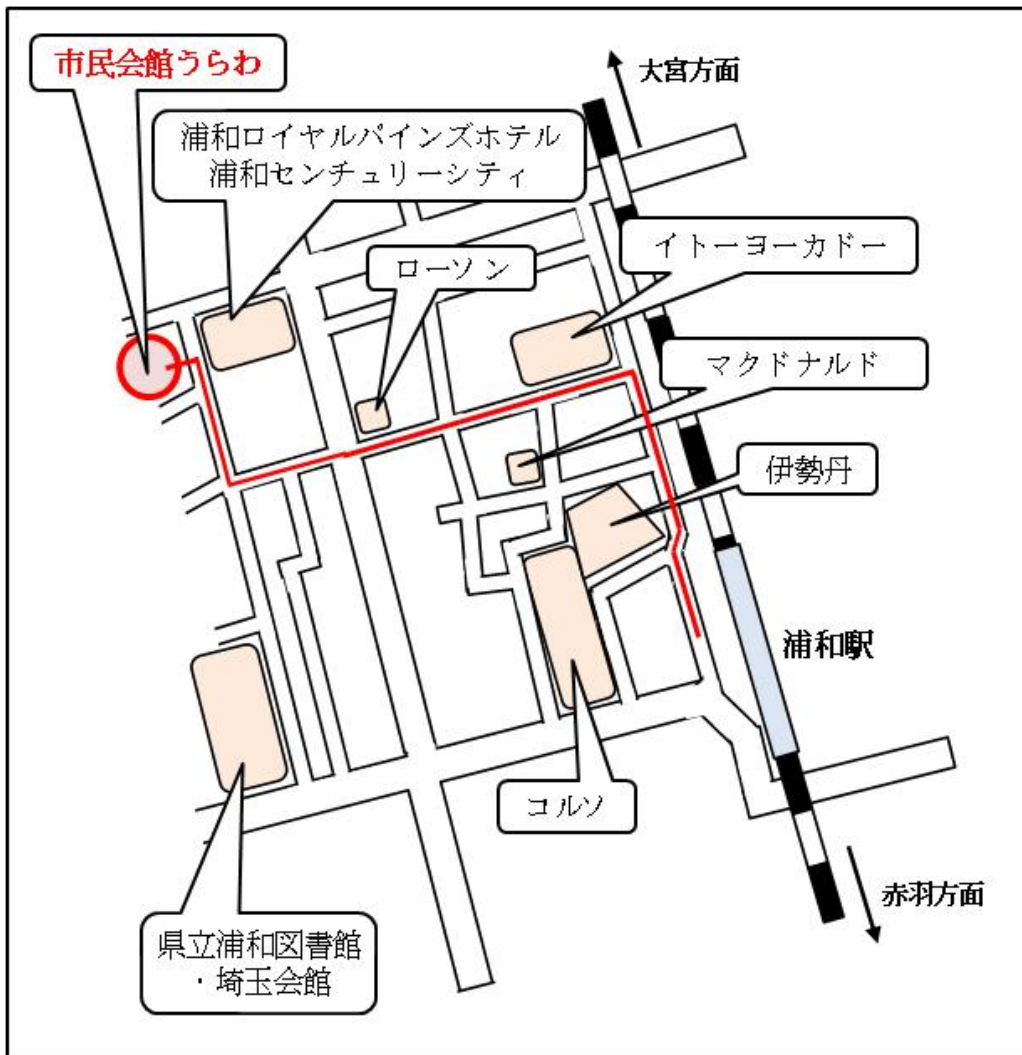 市民会館うらわ
大宮方面
浦和ロイヤルパインズホテル
浦和センチュリーシティ
イトーヨーカドー
ローソン
マクドナルド
伊勢丹
浦和駅
コルソ
赤羽方面
県立浦和図書館
・埼玉会館